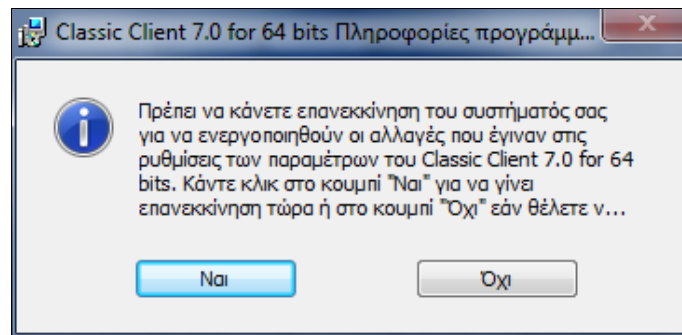 Classic Client 7.0 for 64 bits Πληροφορίες προγράμμ...
Πρέπει να κάνετε επανεκκίνηση του συστήματός σας
για να ενεργοποιηθούν οι αλλαγές που έγιναν στις
ρυθμίσεις των παραμέτρων του Classic Client 7.0 for 64
bits. Κάντε κλικ στο κουμπί "Ναι" για να γίνει
επανεκκίνηση τώρα ή στο κουμπί "Όχι" εάν θέλετε ν...
Ναι
Όχι